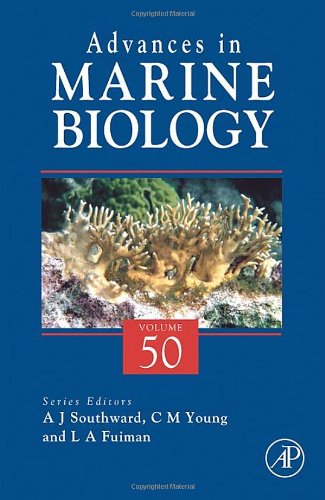 Advances in
MARINE
BIOLOGY
VOLUME
50
Series Editors
A J Southward, C M Young
and L A Fuiman
AP